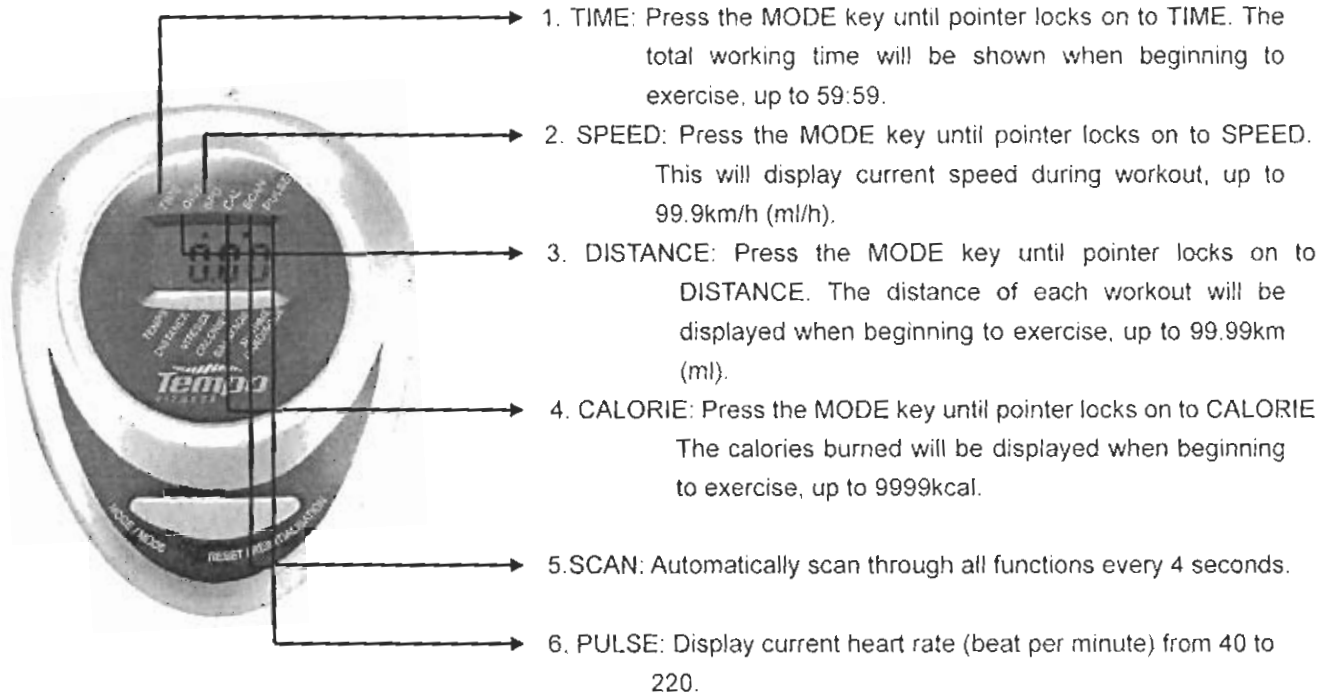 1. TIME: Press the MODE key until pointer locks on to TIME. The
total working time will be shown when beginning to
exercise, up to 59:59.
2. SPEED: Press the MODE key until pointer locks on to SPEED.
This will display current speed during workout, up to
99.9km/h (ml/h).
3. DISTANCE: Press the MODE key until pointer locks on to
DISTANCE. The distance of each workout will be
displayed when beginning to exercise, up to 99.99km
(ml).
4. CALORIE: Press the MODE key until pointer locks on to CALORIE
The calories burned will be displayed when beginning
to exercise, up to 9999kcal.
5.SCAN: Automatically scan through all functions every 4 seconds.
6. PULSE: Display current heart rate (beat per minute) from 40 to
220.
TIME
SPD
CAL
SCAN
PULSE
0.00
TEMPS
DISTANCE
VITESSE
CALORIE
Tempo
FITNESS
MODE / MODE
RESET /